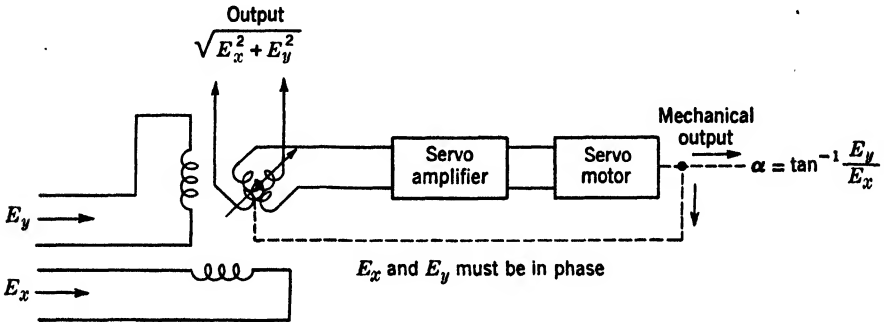 Output
√(E_x^2 + E_y^2)
Mechanical
output
Servo
amplifier
Servo
motor
α = tan^{-1} E_y/E_x
E_y
E_x and E_y must be in phase
E_x